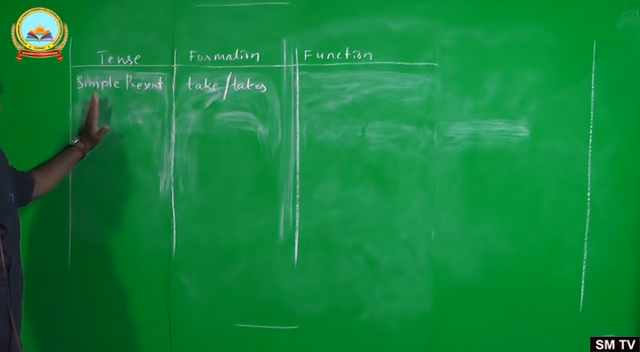 Tense Formation Function
Simple Present take/takes
SM TV